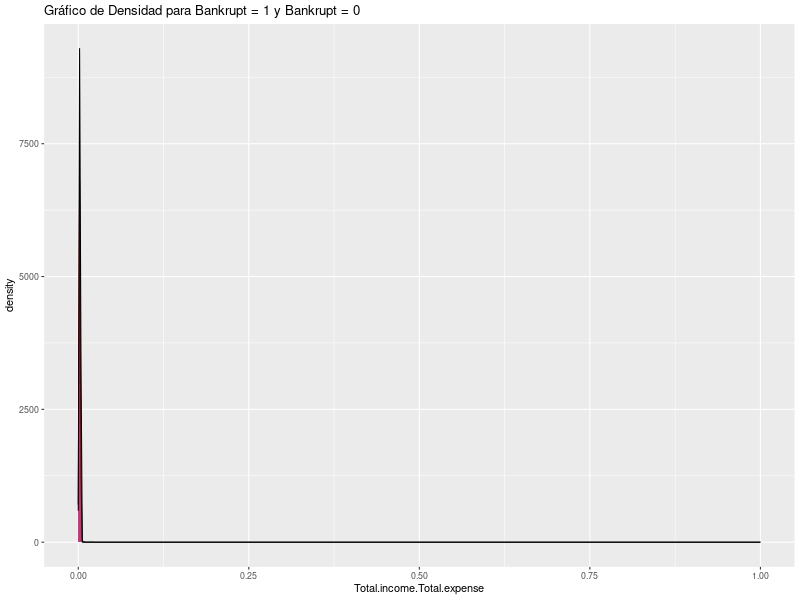 Gráfico de Densidad para Bankrupt = 1 y Bankrupt = 0
density
7500
5000
2500
0
0.00 0.25 0.50 0.75 1.00
Total.income.Total.expense